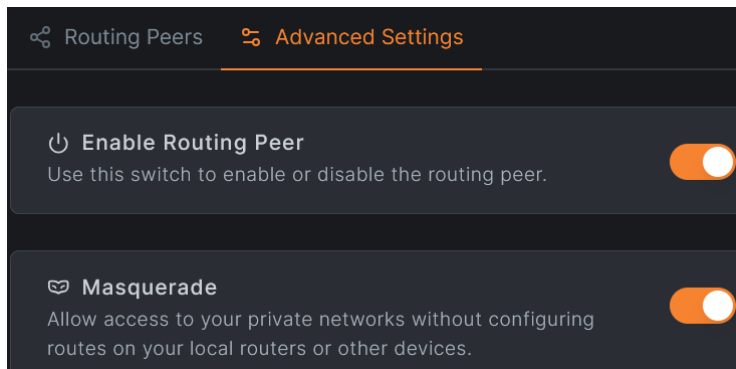 Routing Peers Advanced Settings
Enable Routing Peer
Use this switch to enable or disable the routing peer.
Masquerade
Allow access to your private networks without configuring
routes on your local routers or other devices.